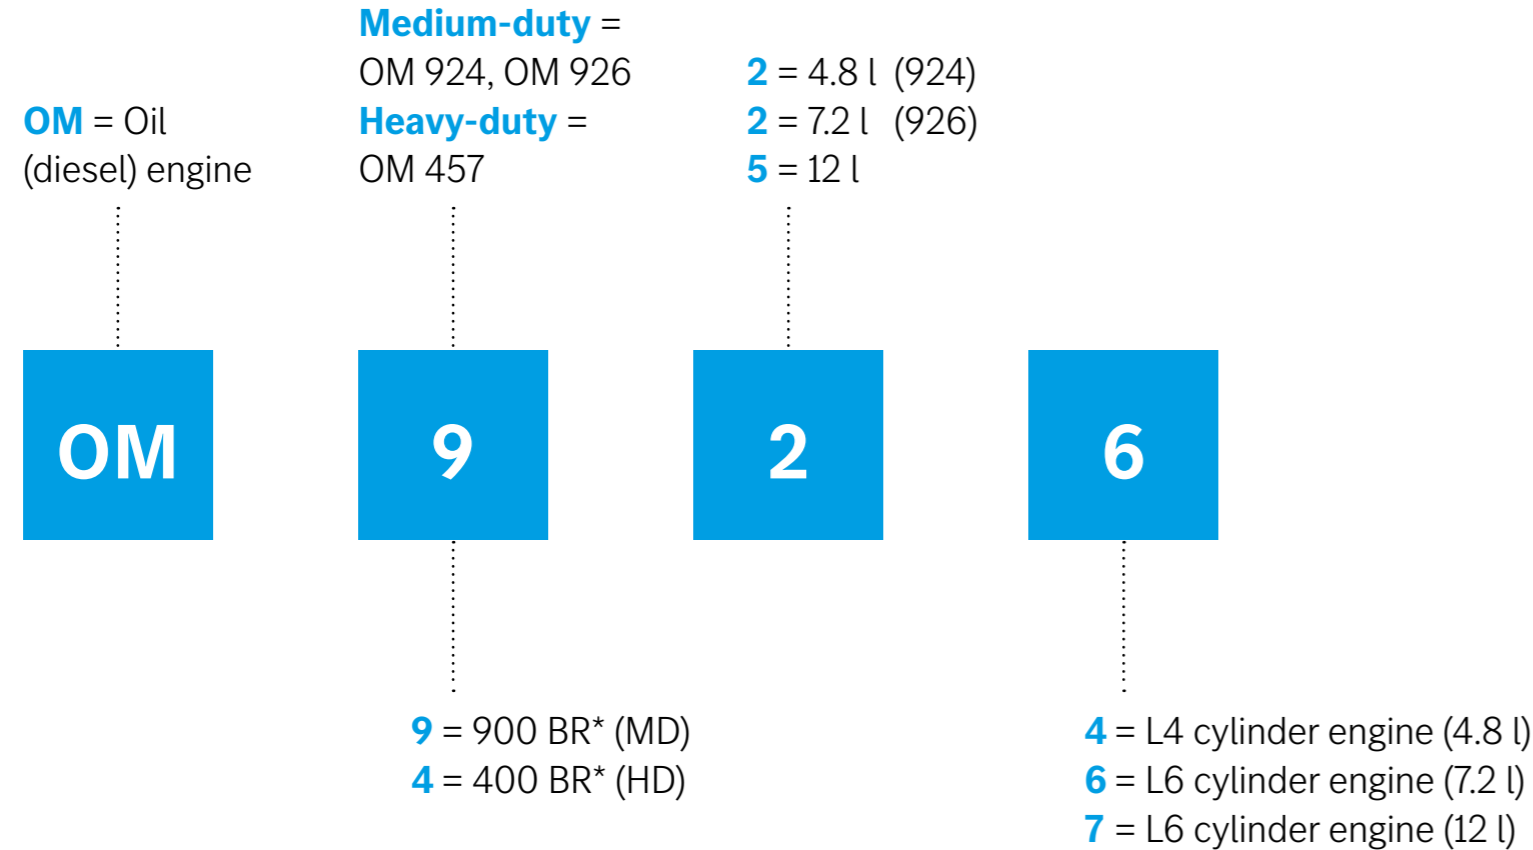 OM = Oil
(diesel) engine
Medium-duty =
OM 924, OM 926
Heavy-duty =
OM 457
2 = 4.8 l (924)
2 = 7.2 l (926)
5 = 12 l
OM
9
2
6
9 = 900 BR* (MD)
4 = 400 BR* (HD)
4 = L4 cylinder engine (4.8 l)
6 = L6 cylinder engine (7.2 l)
7 = L6 cylinder engine (12 l)